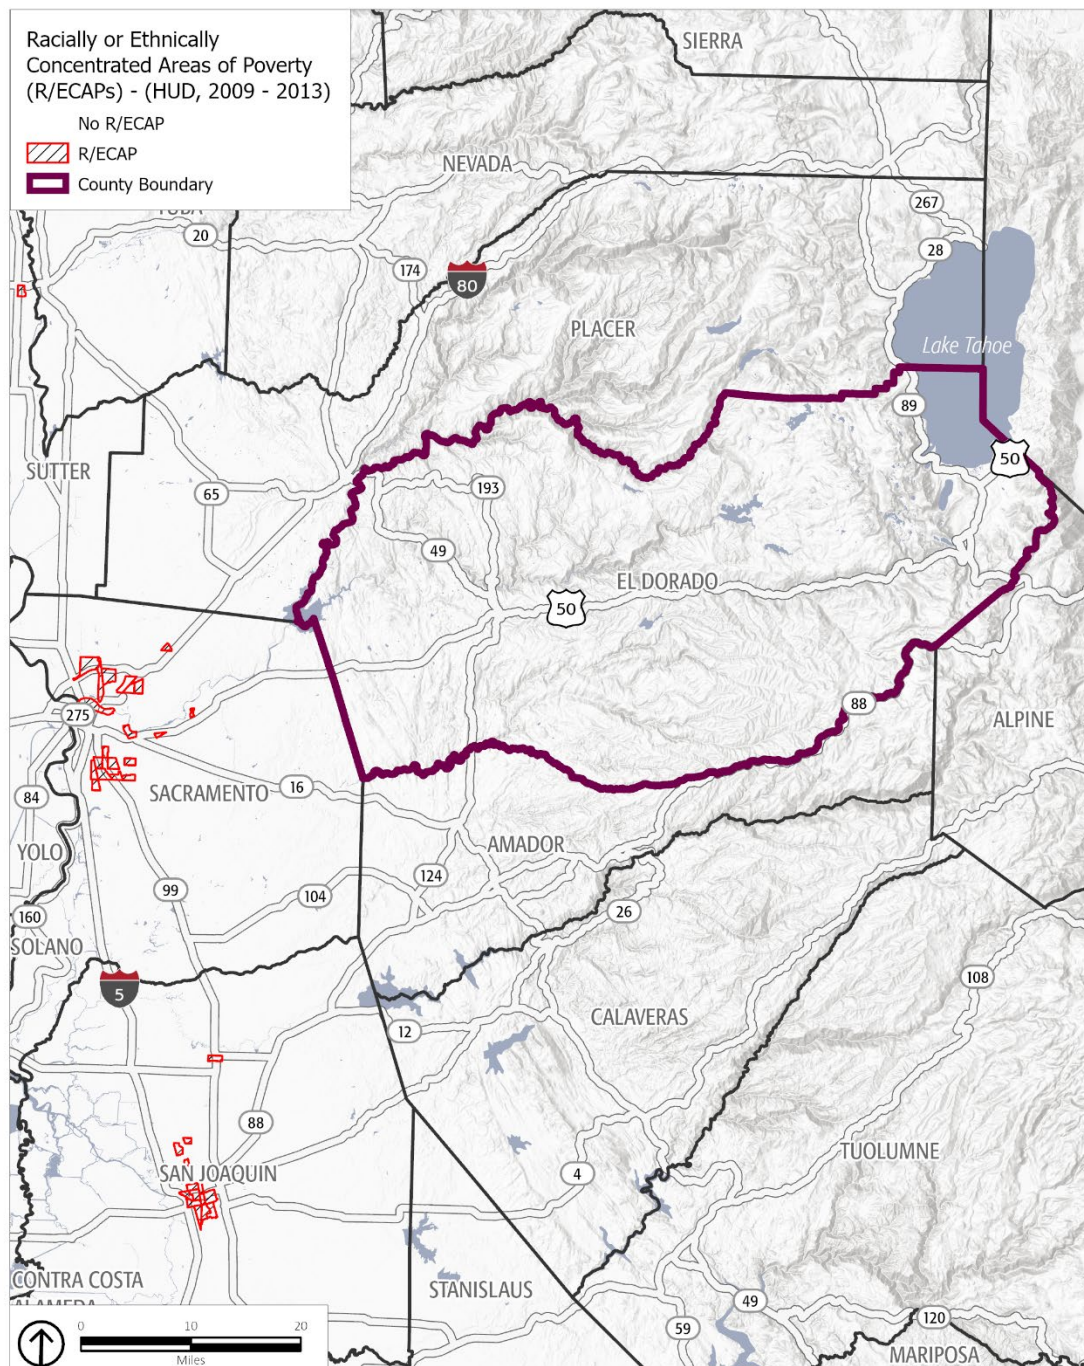 Racially or Ethnically
Concentrated Areas of Poverty
(R/ECAPs) - (HUD, 2009 - 2013)
No R/ECAP
R/ECAP
County Boundary
SIERRA
NEVADA
YUBA
20
174
80
267
28
PLACER
Lake Tahoe
89
50
SUTTER
65
193
49
EL DORADO
50
275
88
ALPINE
SACRAMENTO
16
84
YOLO
AMADOR
124
99
104
26
160
SOLANO
5
108
12
CALAVERAS
88
TUOLUMNE
SAN JOAQUIN
4
CONTRA COSTA
ALAMEDA
STANISLAUS
49
59
120
MARIPOSA
0 10 20
Miles